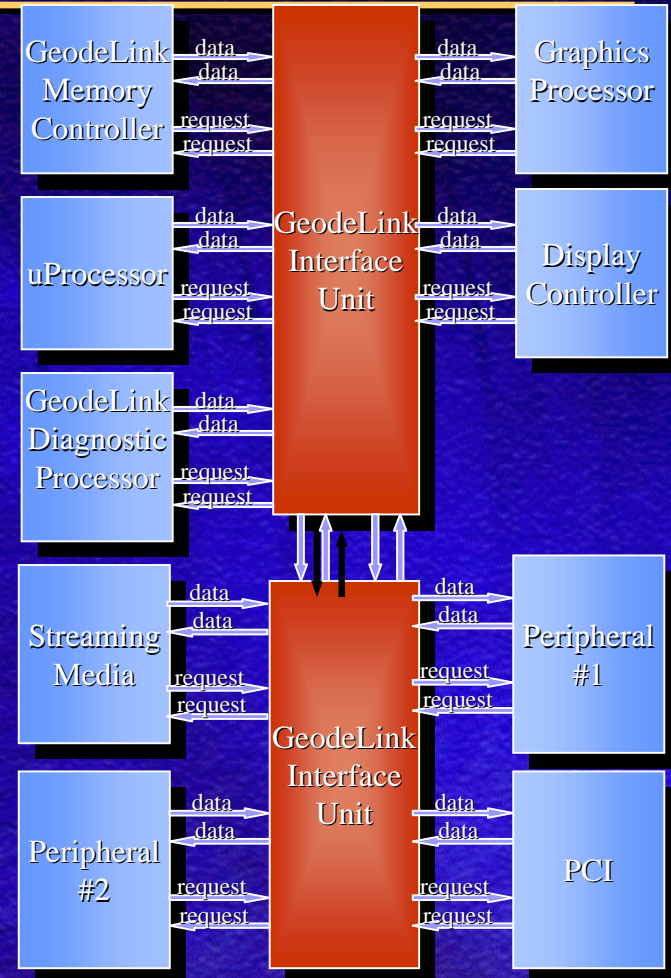 GeodeLink
Memory
Controller
data
data
request
request
data
data
request
request
Graphics
Processor
uProcessor
data
data
request
request
GeodeLink
Interface
Unit
data
data
request
request
Display
Controller
GeodeLink
Diagnostic
Processor
data
data
request
request
Streaming
Media
data
data
request
request
data
data
request
request
Peripheral
#1
GeodeLink
Interface
Unit
Peripheral
#2
data
data
request
request
data
data
request
request
PCI